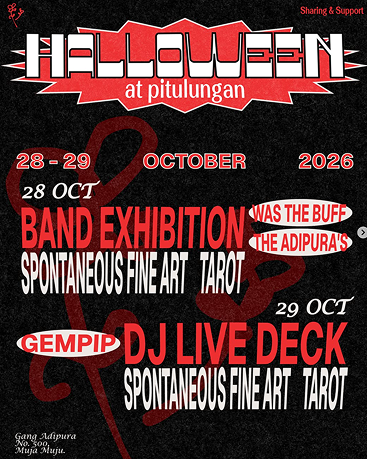 Sharing & Support
HALLOWEEN
at pitulungan
28 - 29 OCTOBER 2026
28 OCT
BAND EXHIBITION
WAS THE BUFF
THE ADIPURA'S
SPONTANEOUS FINE ART TAROT
29 OCT
GEMPIP DJ LIVE DECK
SPONTANEOUS FINE ART TAROT
Gang Adipura
No. 500,
Muja Muju.